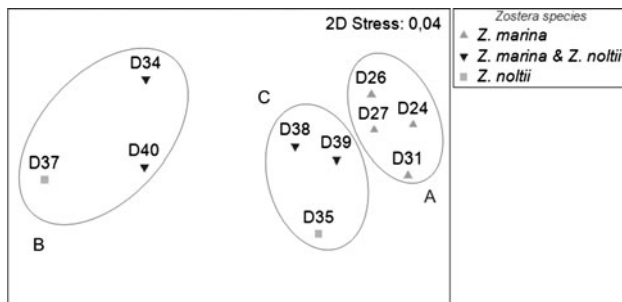 2D Stress: 0,04
Zostera species
Z. marina
Z. marina & Z. noltii
Z. noltii
D34
D26
C
D27
D24
D38
D39
D40
D37
D31
A
D35
B